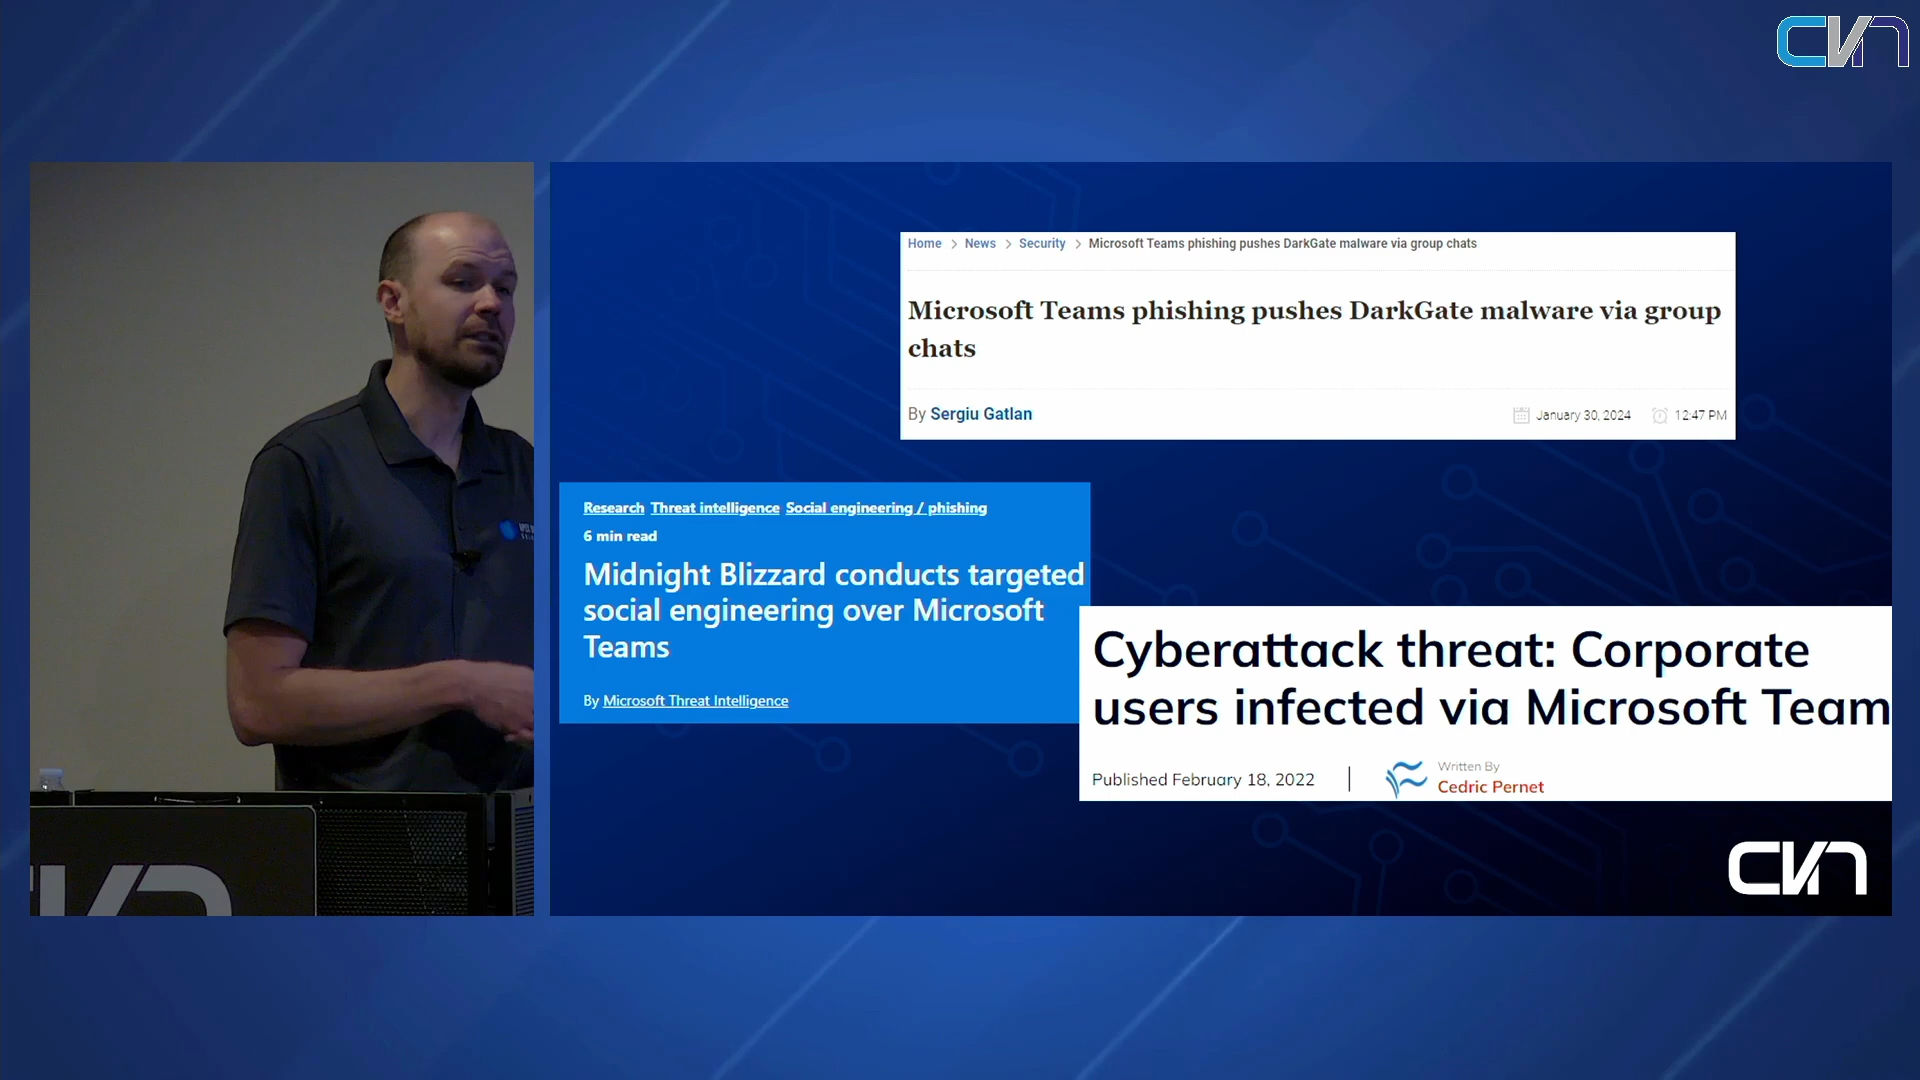 CVN
Home > News > Security > Microsoft Teams phishing pushes DarkGate malware via group chats
Microsoft Teams phishing pushes DarkGate malware via group
chats
By Sergiu Gatlan
January 30, 2024 12:47 PM
Research Threat intelligence Social engineering / phishing
6 min read
Midnight Blizzard conducts targeted
social engineering over Microsoft
Teams
By Microsoft Threat Intelligence
Cyberattack threat: Corporate
users infected via Microsoft Team
Published February 18, 2022 | Written By
Cedric Pernet
CVN